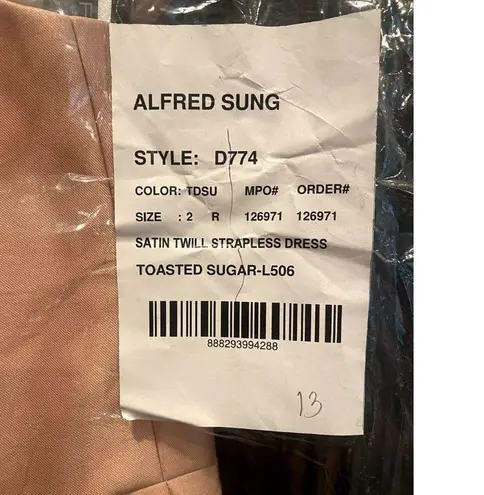 ALFRED SUNG
STYLE: D774
COLOR: TDSU MPO# ORDER#
SIZE : 2 R 126971 126971
SATIN TWILL STRAPLESS DRESS
TOASTED SUGAR-L506
888293994288
13